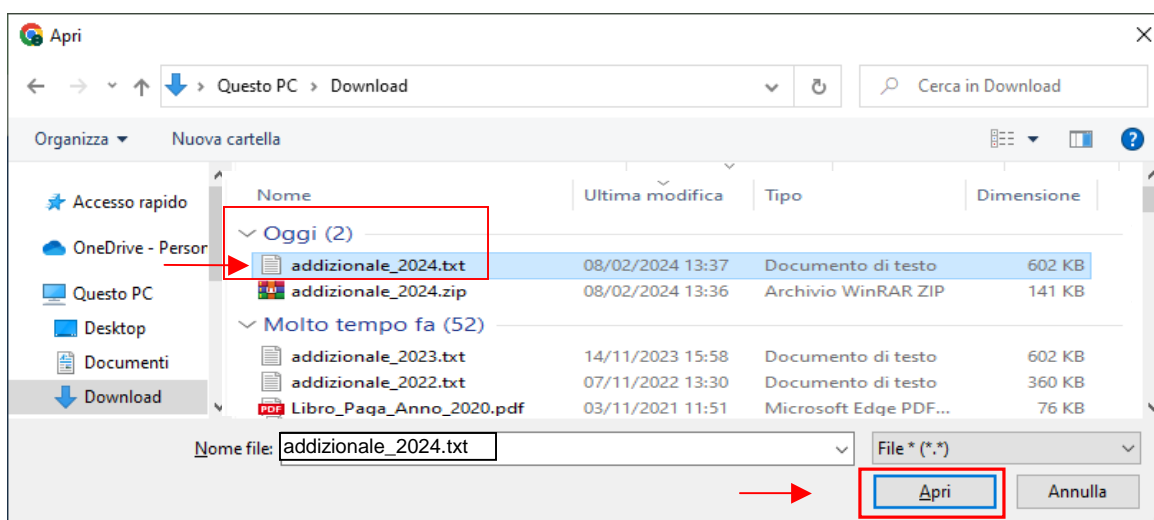 Apri
Questo PC > Download
Cerca in Download
Organizza
Nuova cartella
?
Nome Ultima modifica Tipo Dimensione
Accesso rapido
OneDrive - Person
Questo PC
Desktop
Documenti
Download
Oggi (2)
addizionale_2024.txt 08/02/2024 13:37 Documento di testo 602 KB
addizionale_2024.zip 08/02/2024 13:36 Archivio WinRAR ZIP 141 KB
Molto tempo fa (52)
addizionale_2023.txt 14/11/2023 15:58 Documento di testo 602 KB
addizionale_2022.txt 07/11/2022 13:30 Documento di testo 360 KB
PDF Libro_Paga_Anno_2020.pdf 03/11/2021 11:51 Microsoft Edge PDF... 76 KB
Nome file: addizionale_2024.txt
File * (*.*)
Apri
Annulla